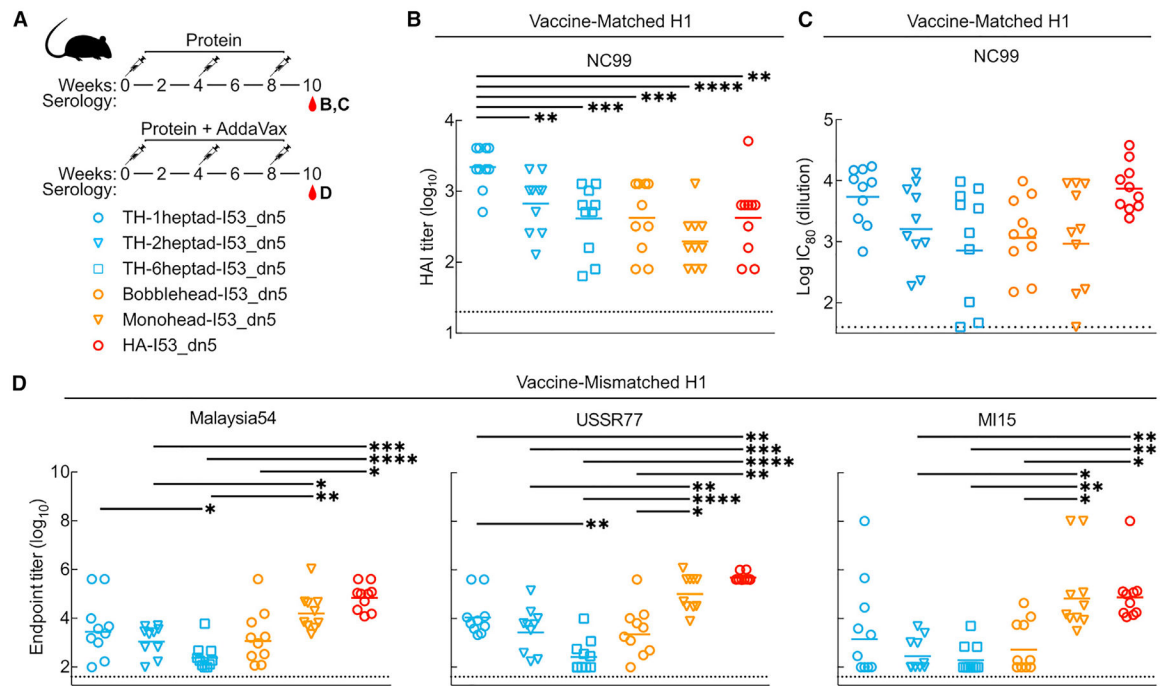 A
Protein
Weeks: 0 2 4 6 8 10
Serology: B,C
Protein + AddaVax
Weeks: 0 2 4 6 8 10
Serology: D
TH-1heptad-I53_dn5
TH-2heptad-I53_dn5
TH-6heptad-I53_dn5
Bobblehead-I53_dn5
Monohead-I53_dn5
HA-I53_dn5
B
Vaccine-Matched H1
NC99
**
****
***
***
**
HAI titer (log10)
4
3
2
1
C
Vaccine-Matched H1
NC99
Log IC80 (dilution)
5
4
3
2
D
Vaccine-Mismatched H1
Malaysia54
***
****
*
*
**
*
Endpoint titer (log10)
10
8
6
4
2
USSR77
**
***
****
**
**
****
*
**
MI15
**
**
*
*
**
*